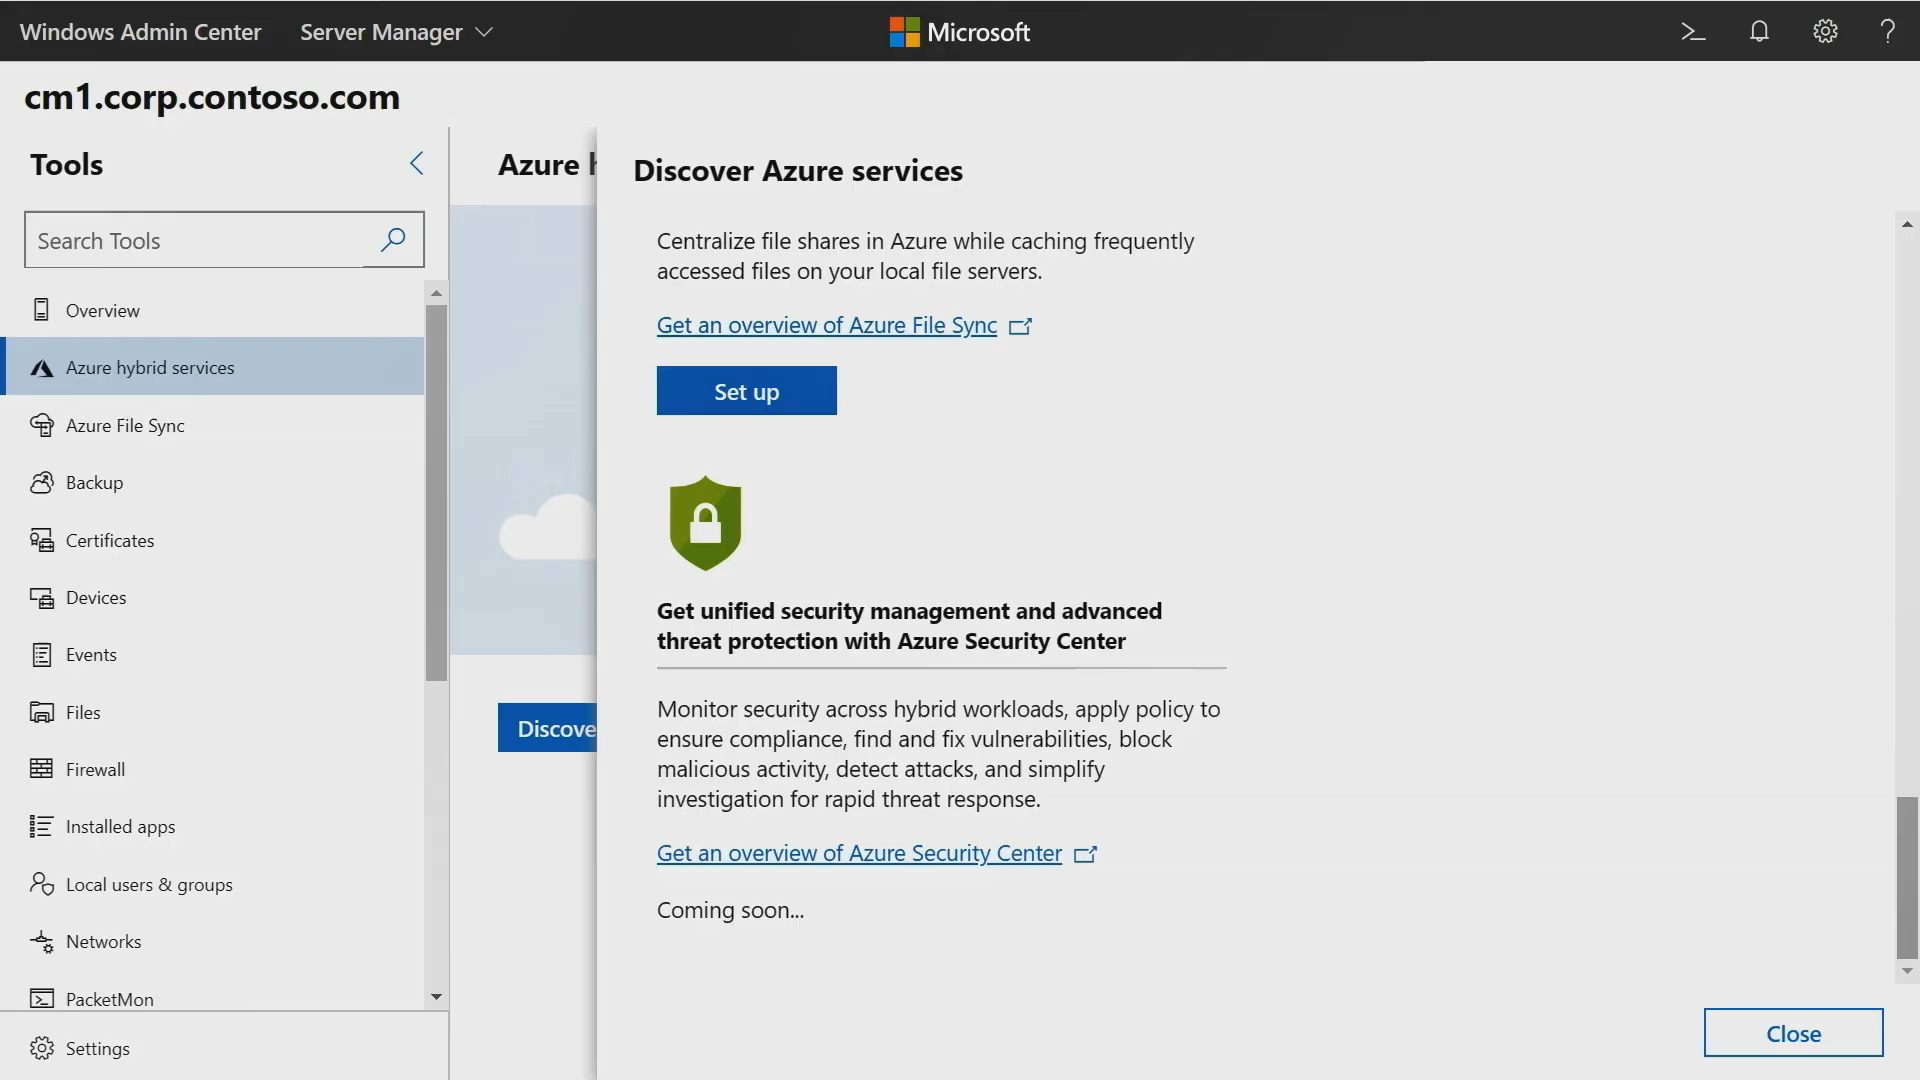 Windows Admin Center
Server Manager
Microsoft
cm1.corp.contoso.com
Tools
Search Tools
Overview
Azure hybrid services
Azure File Sync
Backup
Certificates
Devices
Events
Files
Firewall
Installed apps
Local users & groups
Networks
PacketMon
Settings
Azure h
Discove
Discover Azure services
Centralize file shares in Azure while caching frequently
accessed files on your local file servers.
Get an overview of Azure File Sync
Set up
Get unified security management and advanced
threat protection with Azure Security Center
Monitor security across hybrid workloads, apply policy to
ensure compliance, find and fix vulnerabilities, block
malicious activity, detect attacks, and simplify
investigation for rapid threat response.
Get an overview of Azure Security Center
Coming soon...
Close